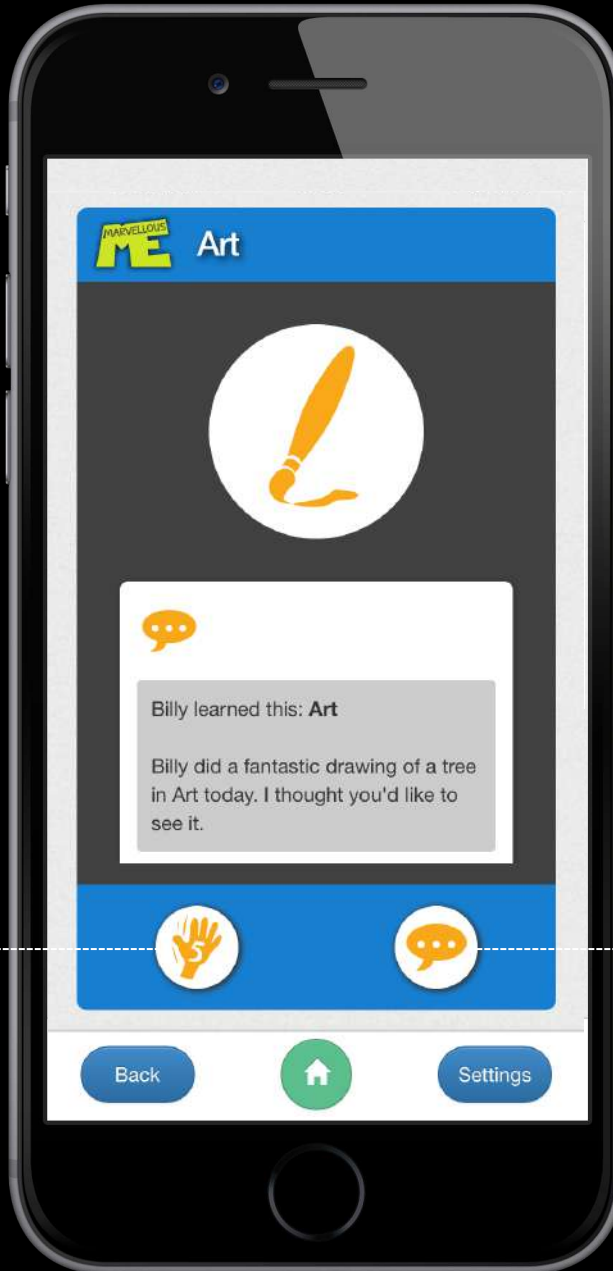 MARVELLOUS
ME
Art
Billy learned this: Art
Billy did a fantastic drawing of a tree
in Art today. I thought you'd like to
see it.
5
Back
Settings